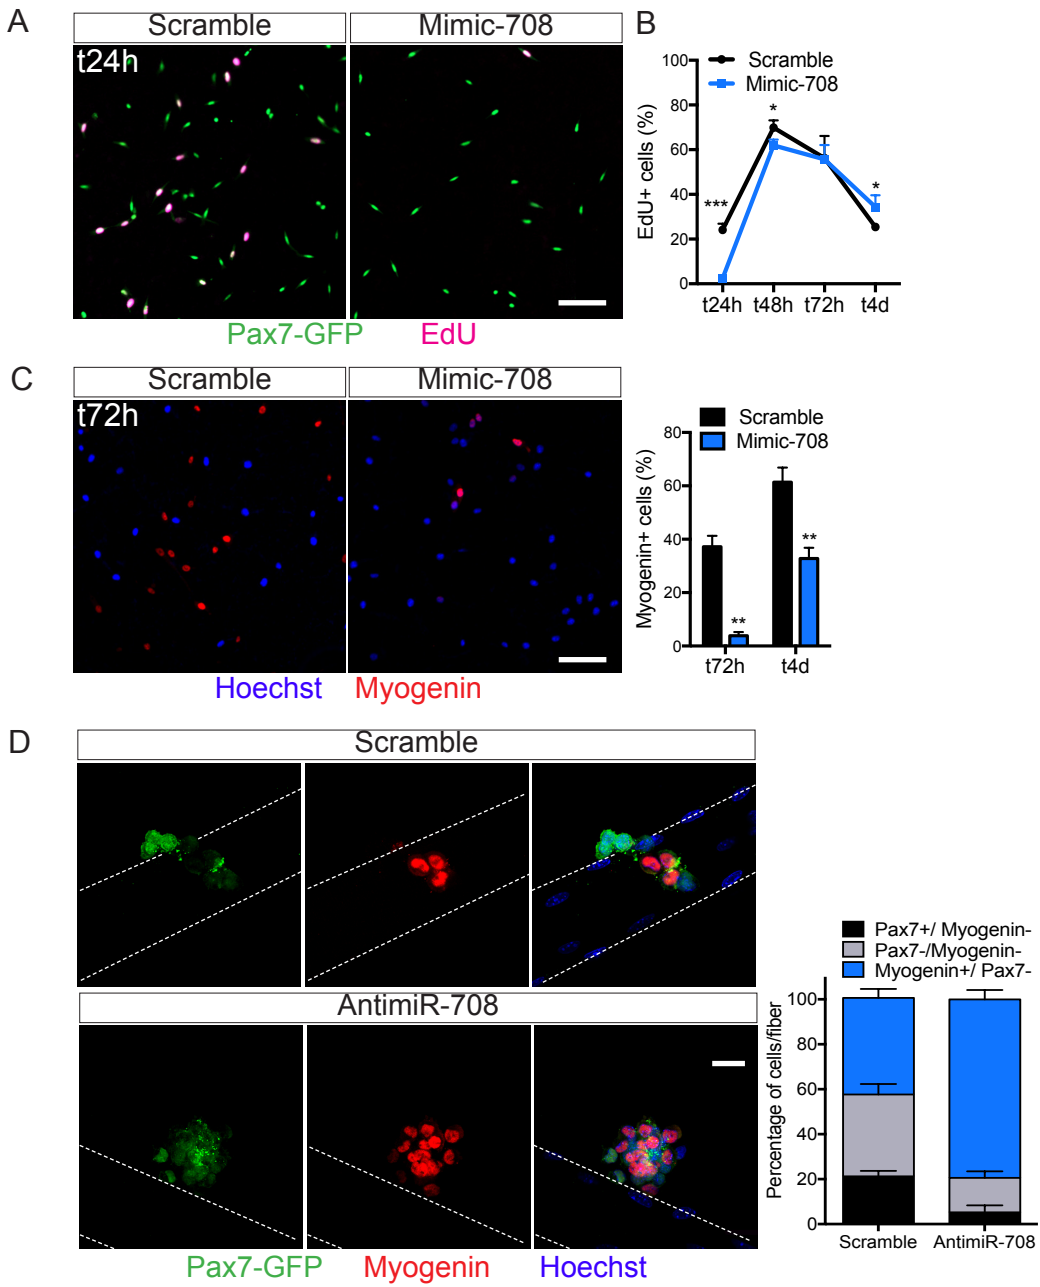 A
Scramble
Mimic-708
t24h
Pax7-GFP EdU
B
Scramble
Mimic-708
EdU+ cells (%)
100
80
60
40
20
0
***
*
*
t24h t48h t72h t4d
C
Scramble
Mimic-708
t72h
Hoechst Myogenin
Scramble
Mimic-708
Myogenin+ cells (%)
80
60
40
20
0
**
**
t72h t4d
D
Scramble
AntimiR-708
Pax7-GFP Myogenin Hoechst
Pax7+/ Myogenin-
Pax7-/Myogenin-
Myogenin+/ Pax7-
Percentage of cells/fiber
100
80
60
40
20
0
Scramble AntimiR-708